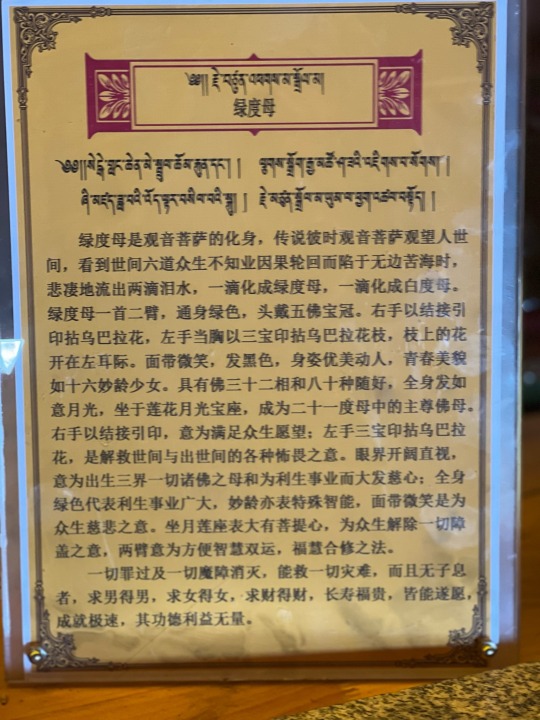 ༄༅།།རྗེ་བཙུན་འཕགས་མ་སྒྲོལ་མ།
绿度母
绿度母是观音菩萨的化身，传说彼时观音菩萨观望人世
间，看到世间六道众生不知业因果轮回而陷于无边苦海时，
悲凄地流出两滴泪水，一滴化成绿度母，一滴化成白度母。
绿度母一首二臂，通身绿色，头戴五佛宝冠。右手以结接引
印拈乌巴拉花，左手当胸以三宝印拈乌巴拉花枝，枝上的花
开在左耳际。面带微笑，发黑色，身姿优美动人，青春美貌
如十六妙龄少女。具有佛三十二相和八十种随好，全身发如
意月光，坐于莲花月光宝座，成为二十一度母中的主尊佛母。
右手以结接引印，意为满足众生愿望；左手三宝印拈乌巴拉
花，是解救世间与出世间的各种怖畏之意。眼界开阔直视，
意为出生三界一切诸佛之母和为利生事业而大发慈心；全身
绿色代表利生事业广大，妙龄亦表特殊智能，面带微笑是为
众生慈悲之意。坐月莲座表大有菩提心，为众生解除一切障
盖之意，两臂意为方便智慧双运，福慧合修之法。
一切罪过及一切魔障消灭，能救一切灾难，而且无子息
者，求男得男，求女得女，求财得财，长寿福贵，皆能遂愿，
成就极速，其功德利益无量。